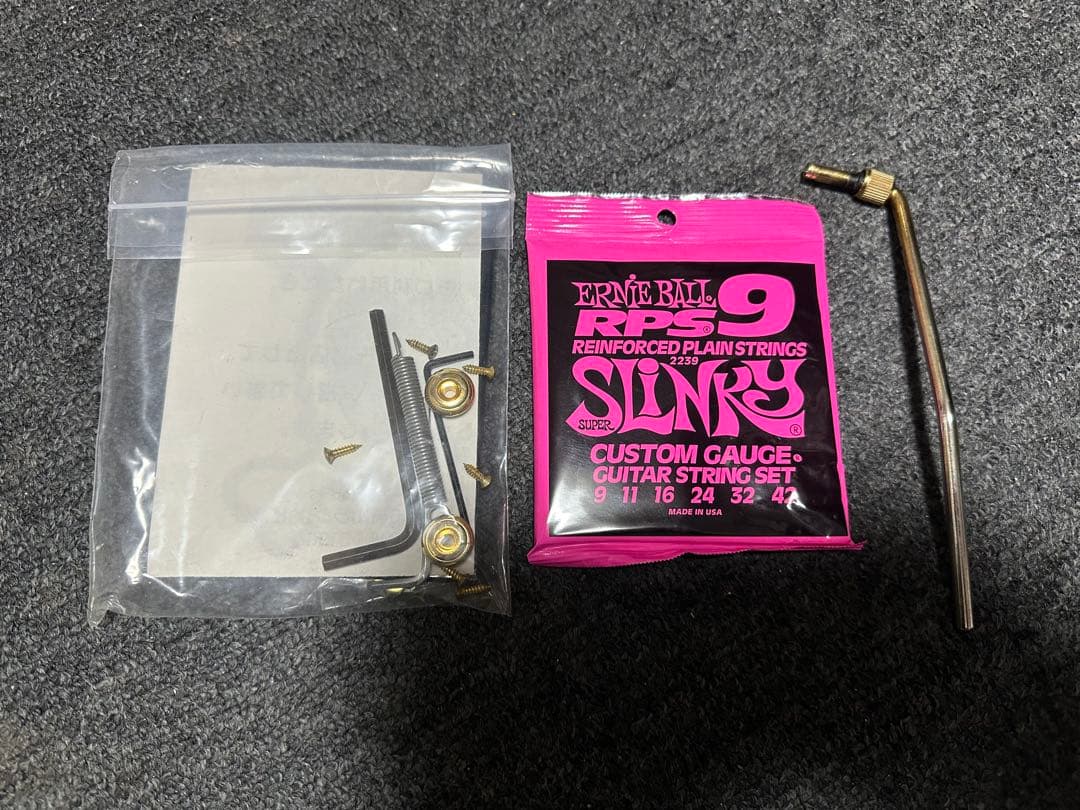 ERNIE BALL®
RPS® 9
REINFORCED PLAIN STRINGS
2239
SUPER SLINKY®
CUSTOM GAUGE®
GUITAR STRING SET
9 11 16 24 32 42
MADE IN USA